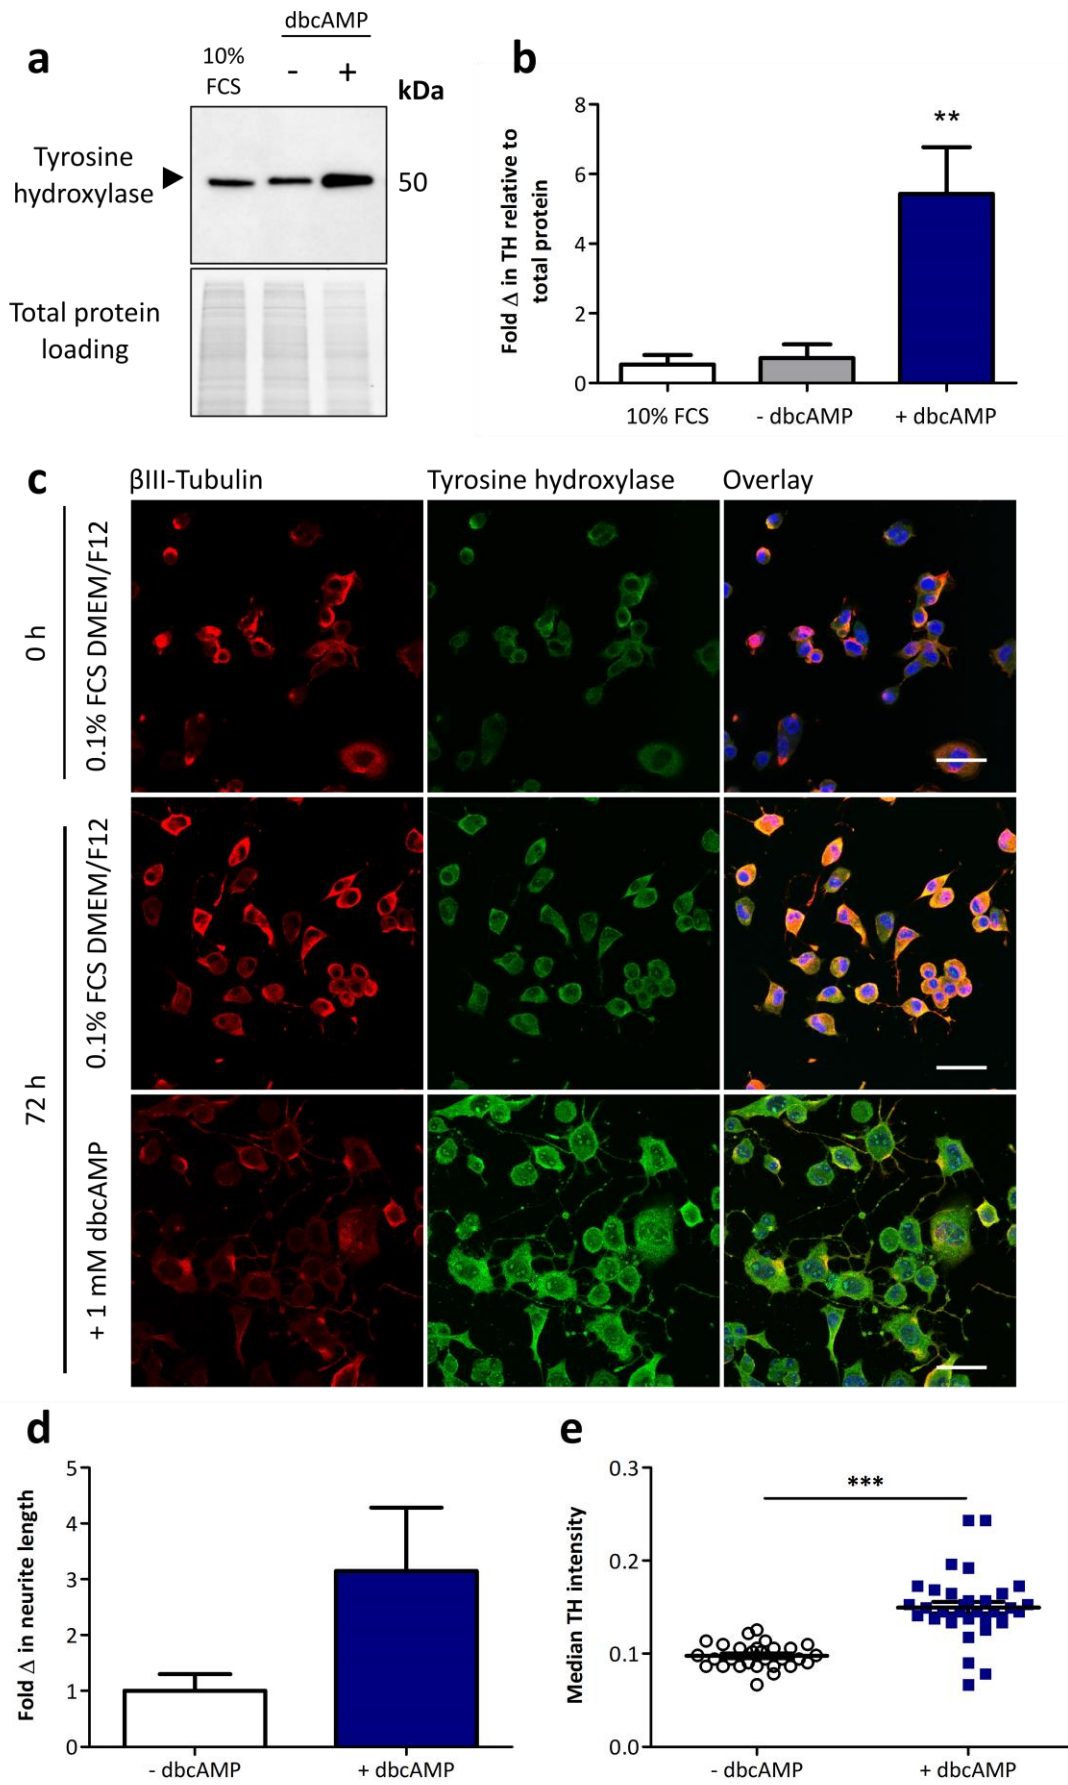 a
dbcAMP
10%
FCS
-
+
kDa
Tyrosine
hydroxylase
50
Total protein
loading
b
Fold Δ in TH relative to
total protein
8
6
4
2
0
**
10% FCS
- dbcAMP
+ dbcAMP
c
βIII-Tubulin
Tyrosine hydroxylase
Overlay
0 h
0.1% FCS DMEM/F12
72 h
0.1% FCS DMEM/F12
+ 1 mM dbcAMP
d
Fold Δ in neurite length
5
4
3
2
1
0
- dbcAMP
+ dbcAMP
e
Median TH intensity
0.3
0.2
0.1
0.0
***
- dbcAMP
+ dbcAMP